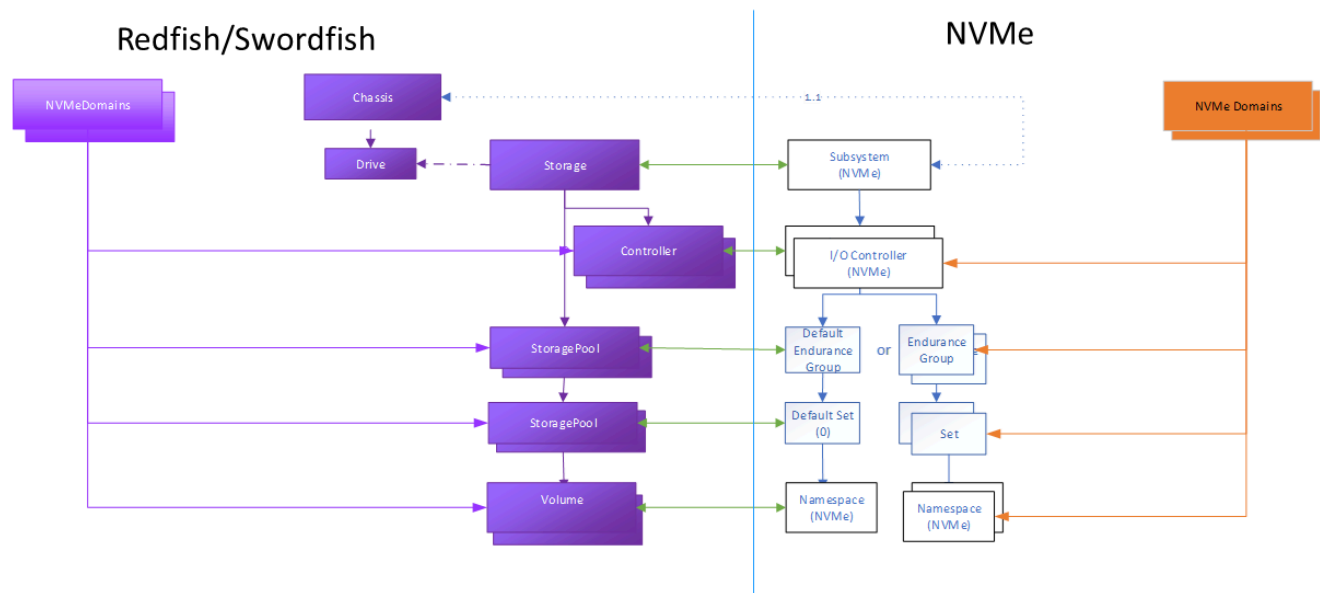 Redfish/Swordfish
NVMe
NVMeDomains
Chassis
1..1
NVMe Domains
Drive
Storage
Subsystem
(NVMe)
Controller
I/O Controller
(NVMe)
StoragePool
Default
Endurance
Group
or
Endurance
Group
StoragePool
Default Set
(0)
Set
Volume
Namespace
(NVMe)
Namespace
(NVMe)